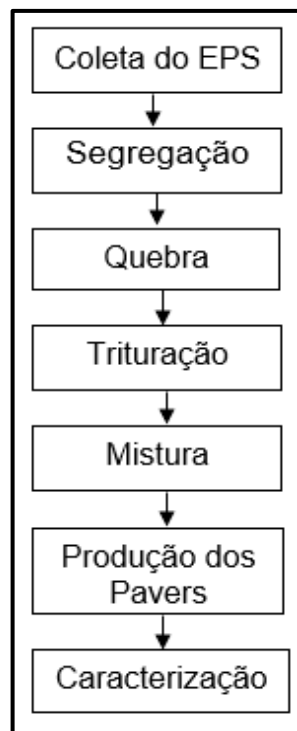 Coleta do EPS
Segregação
Quebra
Trituração
Mistura
Produção dos
Pavers
Caracterização